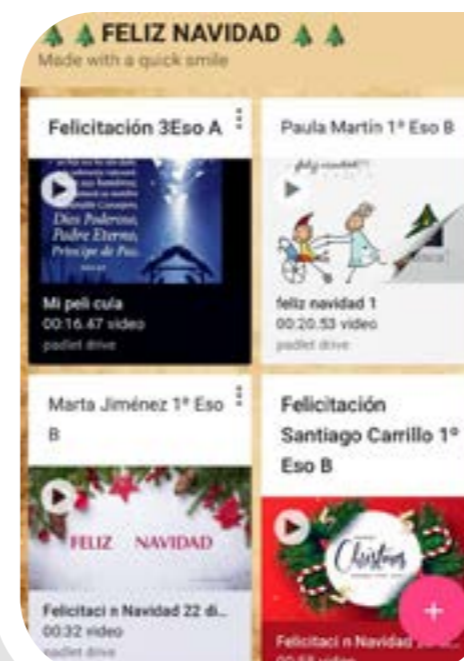 🎄 🎄 FELIZ NAVIDAD 🎄 🎄
Made with a quick smile
Felicitación 3Eso A
Dios Poderoso,
Padre Eterno,
Príncipe de Paz.
Mi peli cula
00:16.47 video
padlet drive
Paula Martín 1º Eso B
feliz navidad
feliz navidad 1
00:20.53 video
padlet drive
Marta Jiménez 1º Eso
B
FELIZ NAVIDAD
Felicitaci n Navidad 22 di...
00:32 video
padlet drive
Felicitación
Santiago Carrillo 1º
Eso B
Christmas
Felicitaci n Navidad